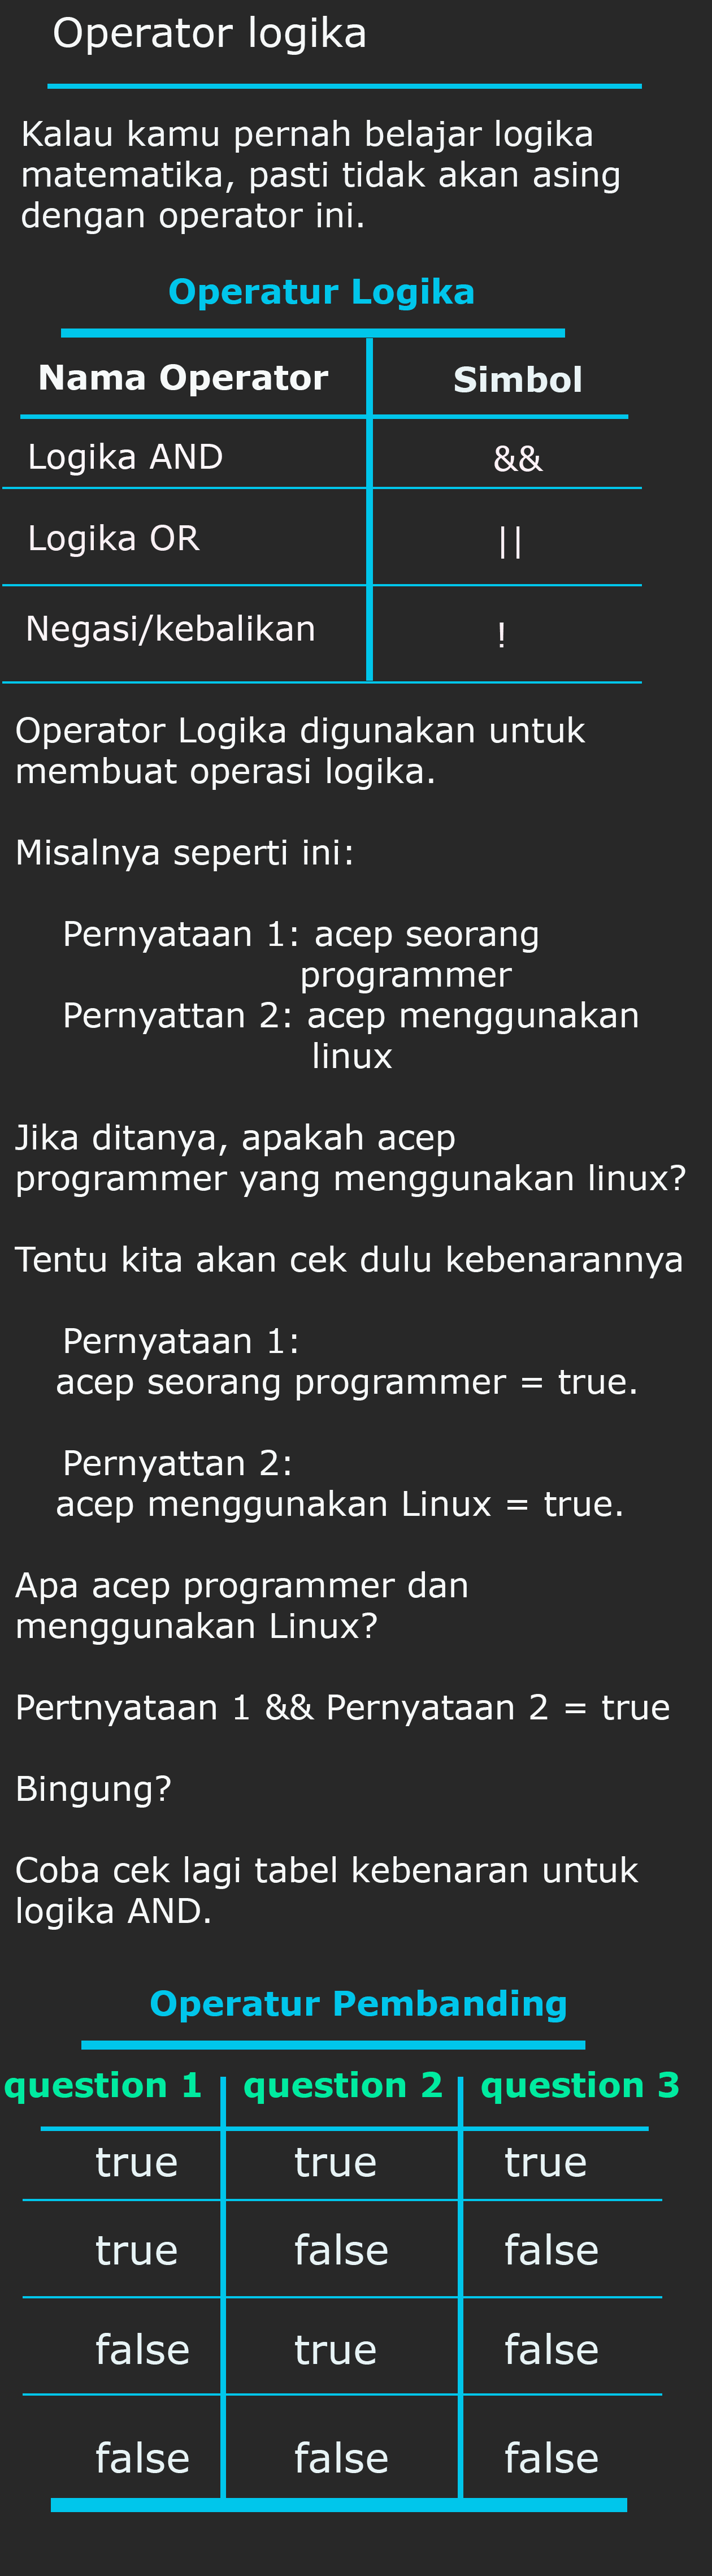 Operator logika
Kalau kamu pernah belajar logika
matematika, pasti tidak akan asing
dengan operator ini.
Operatur Logika
Nama Operator Simbol
Logika AND &&
Logika OR ||
Negasi/kebalikan !
Operator Logika digunakan untuk
membuat operasi logika.
Misalnya seperti ini:
Pernyataan 1: acep seorang
programmer
Pernyattan 2: acep menggunakan
linux
Jika ditanya, apakah acep
programmer yang menggunakan linux?
Tentu kita akan cek dulu kebenarannya
Pernyataan 1:
acep seorang programmer = true.
Pernyattan 2:
acep menggunakan Linux = true.
Apa acep programmer dan
menggunakan Linux?
Pertnyataan 1 && Pernyataan 2 = true
Bingung?
Coba cek lagi tabel kebenaran untuk
logika AND.
Operatur Pembanding
question 1 question 2 question 3
true true true
true false false
false true false
false false false